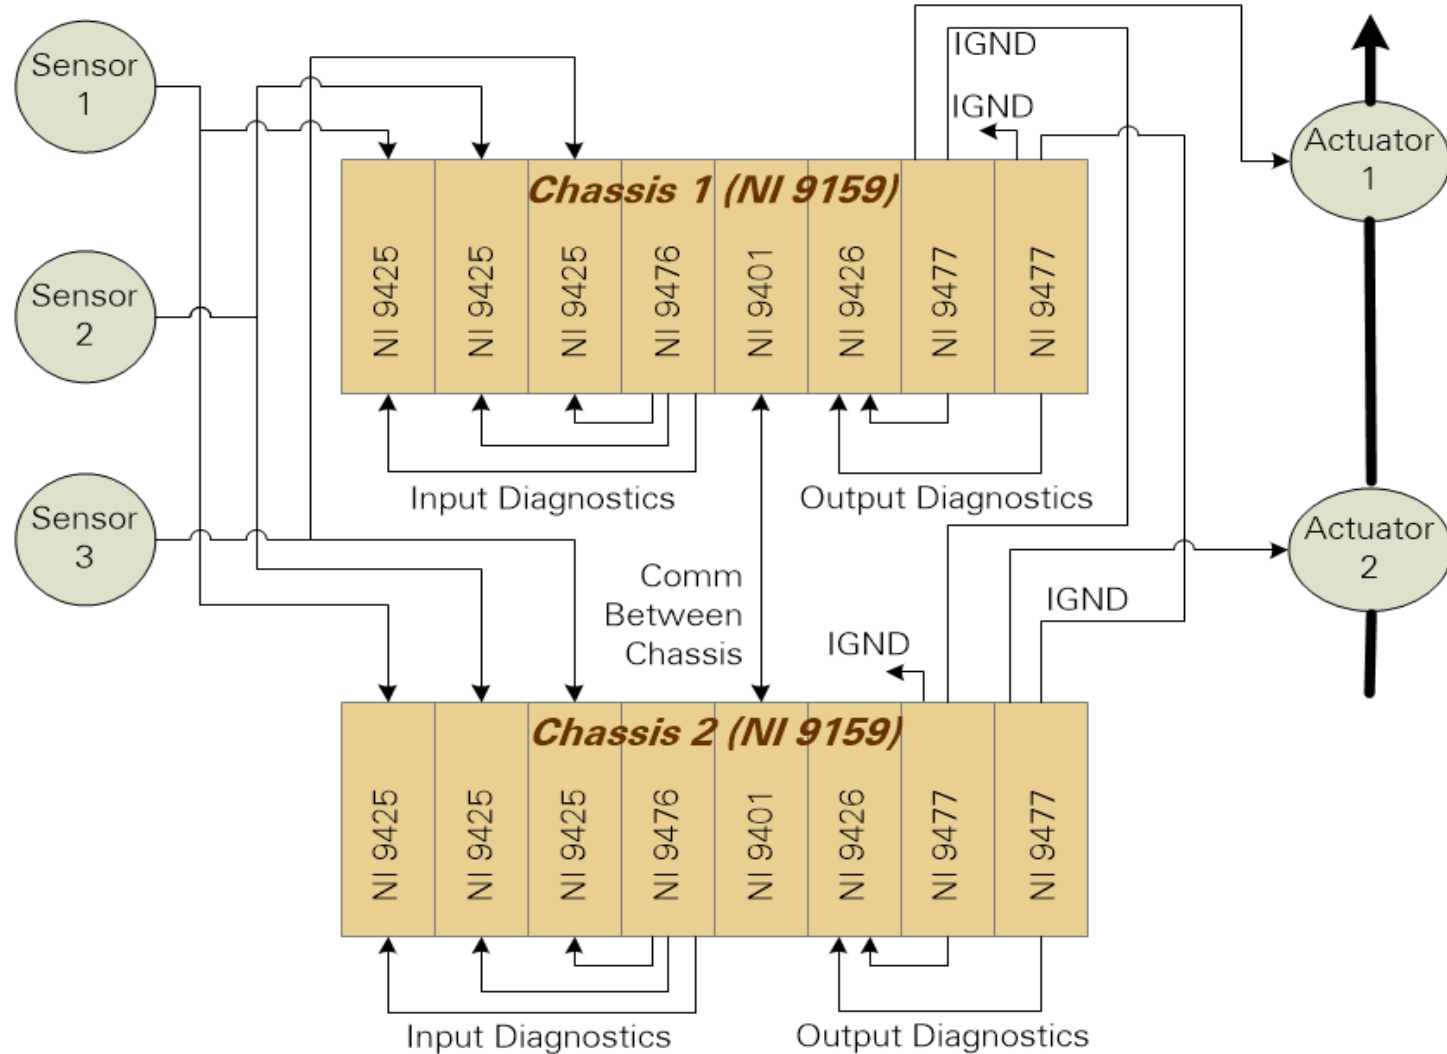 Sensor
1
Sensor
2
Sensor
3
IGND
IGND
Chassis 1 (NI 9159)
NI 9425
NI 9425
NI 9425
NI 9476
NI 9401
NI 9426
NI 9477
NI 9477
Input Diagnostics
Output Diagnostics
Actuator
1
Actuator
2
Comm
Between
Chassis
IGND
IGND
Chassis 2 (NI 9159)
NI 9425
NI 9425
NI 9425
NI 9476
NI 9401
NI 9426
NI 9477
NI 9477
Input Diagnostics
Output Diagnostics